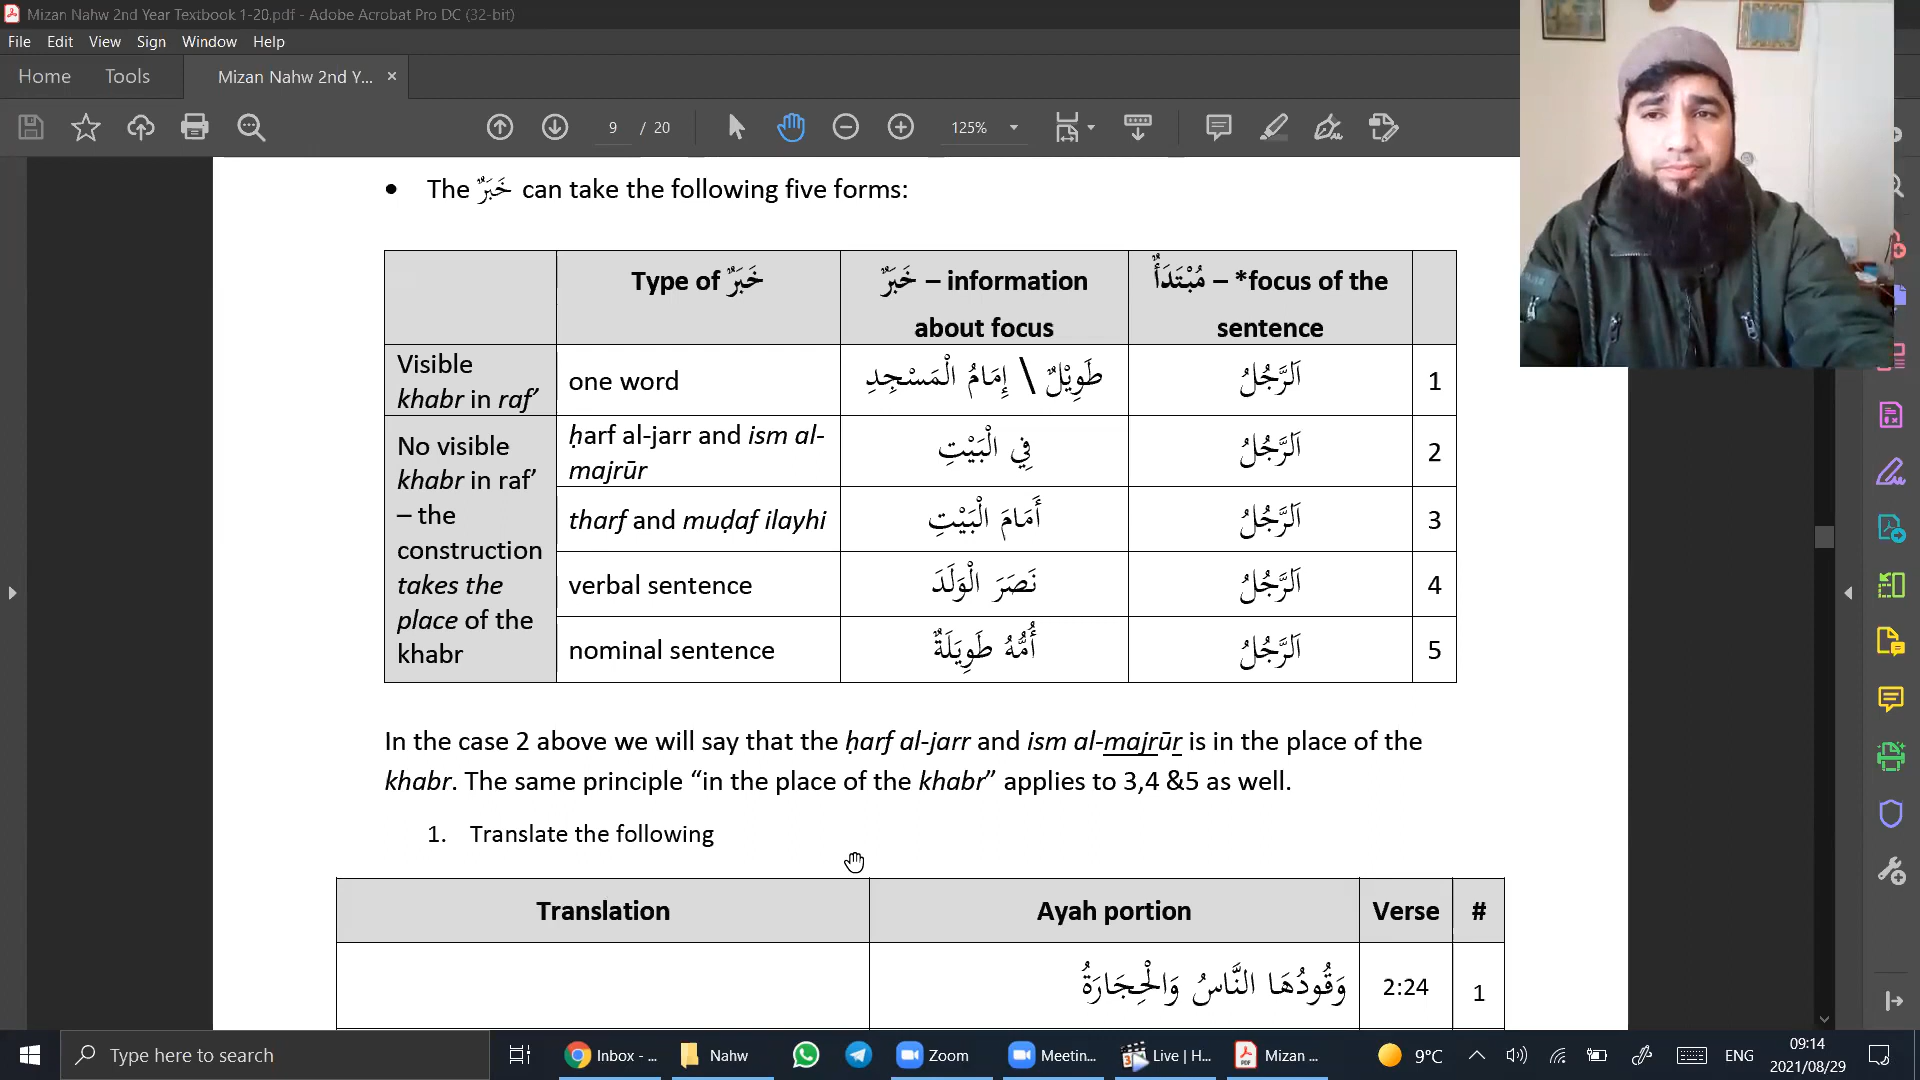 Mizan Nahw 2nd Year Textbook 1-20.pdf - Adobe Acrobat Pro DC (32-bit)
File Edit View Sign Window Help
Home Tools Mizan Nahw 2nd Y... ×
9 / 20 125%
• The خَبَرٌ can take the following five forms:
Type of خَبَرٌ
خَبَرٌ – information about focus
مُبْتَدَأٌ – *focus of the sentence
Visible khabr in raf’
one word
طَوِيْلٌ \ إِمَامُ الْمَسْجِدِ
اَلرَّجُلُ
1
No visible khabr in raf’ – the construction takes the place of the khabr
ḥarf al-jarr and ism al-majrūr
فِي الْبَيْتِ
اَلرَّجُلُ
2
tharf and muḍaf ilayhi
أَمَامَ الْبَيْتِ
اَلرَّجُلُ
3
verbal sentence
نَصَرَ الْوَلَدَ
اَلرَّجُلُ
4
nominal sentence
أُمُّهُ طَوِيَلَةٌ
اَلرَّجُلُ
5
In the case 2 above we will say that the ḥarf al-jarr and ism al-majrūr is in the place of the
khabr. The same principle “in the place of the khabr” applies to 3,4 &5 as well.
1. Translate the following
Translation Ayah portion Verse #
وَقُودُهَا النَّاسُ وَالْحِجَارَةُ 2:24 1
Type here to search
Inbox - ...
Nahw
Zoom
Meetin...
Live | H...
Mizan ...
9°C
ENG
09:14
2021/08/29